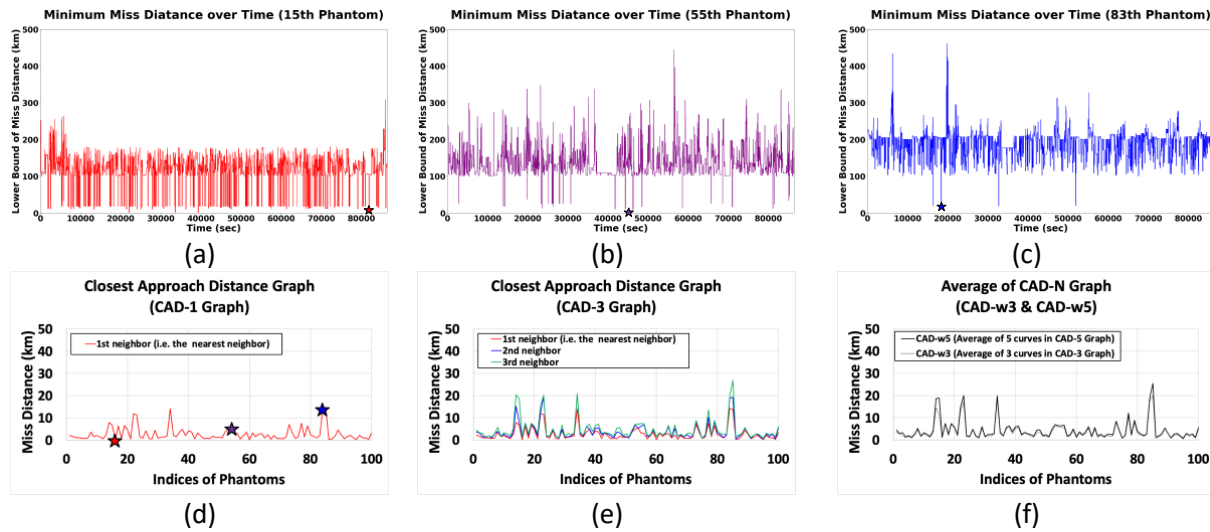 Minimum Miss Diatance over Time (15th Phantom)
Lower Bound of Miss Distance (km)
500
400
300
200
100
0
0 10000 20000 30000 40000 50000 60000 70000 80000
Time (sec)
(a)
Minimum Miss Diatance over Time (55th Phantom)
Lower Bound of Miss Distance (km)
500
400
300
200
100
0
0 10000 20000 30000 40000 50000 60000 70000 80000
Time (sec)
(b)
Minimum Miss Diatance over Time (83th Phantom)
Lower Bound of Miss Distance (km)
500
400
300
200
100
0
0 10000 20000 30000 40000 50000 60000 70000 80000
Time (sec)
(c)
Closest Approach Distance Graph
(CAD-1 Graph)
Miss Distance (km)
50
40
30
20
10
0
1st neighbor (i.e. the nearest neighbor)
0 20 40 60 80 100
Indices of Phantoms
(d)
Closest Approach Distance Graph
(CAD-3 Graph)
Miss Distance (km)
50
40
30
20
10
0
1st neighbor (i.e. the nearest neighbor)
2nd neighbor
3rd neighbor
0 20 40 60 80 100
Indices of Phantoms
(e)
Average of CAD-N Graph
(CAD-w3 & CAD-w5)
Miss Distance (km)
50
40
30
20
10
0
CAD-w5 (Average of 5 curves in CAD-5 Graph)
CAD-w3 (Average of 3 curves in CAD-3 Graph)
0 20 40 60 80 100
Indices of Phantoms
(f)